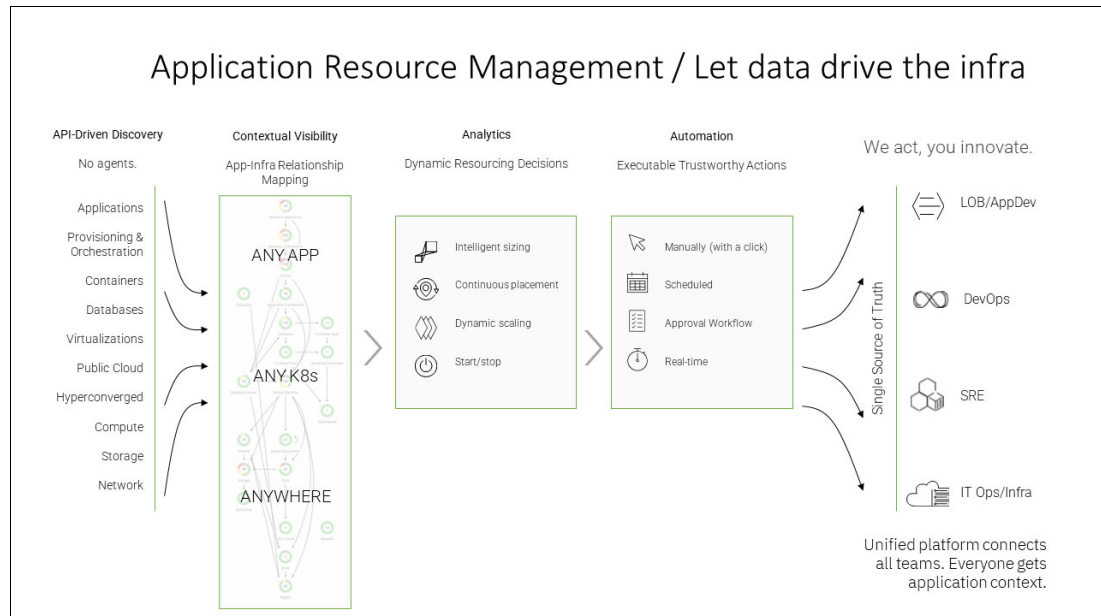 Application Resource Management / Let data drive the infra
API-Driven Discovery
No agents.
Applications
Provisioning &
Orchestration
Containers
Databases
Virtualizations
Public Cloud
Hyperconverged
Compute
Storage
Network
Contextual Visibility
App-Infra Relationship
Mapping
ANY APP
ANY K8s
ANYWHERE
Analytics
Dynamic Resourcing Decisions
Intelligent sizing
Continuous placement
Dynamic scaling
Start/stop
Automation
Executable Trustworthy Actions
Manually (with a click)
Scheduled
Approval Workflow
Real-time
We act, you innovate.
Single Source of Truth
LOB/AppDev
DevOps
SRE
IT Ops/Infra
Unified platform connects
all teams. Everyone gets
application context.